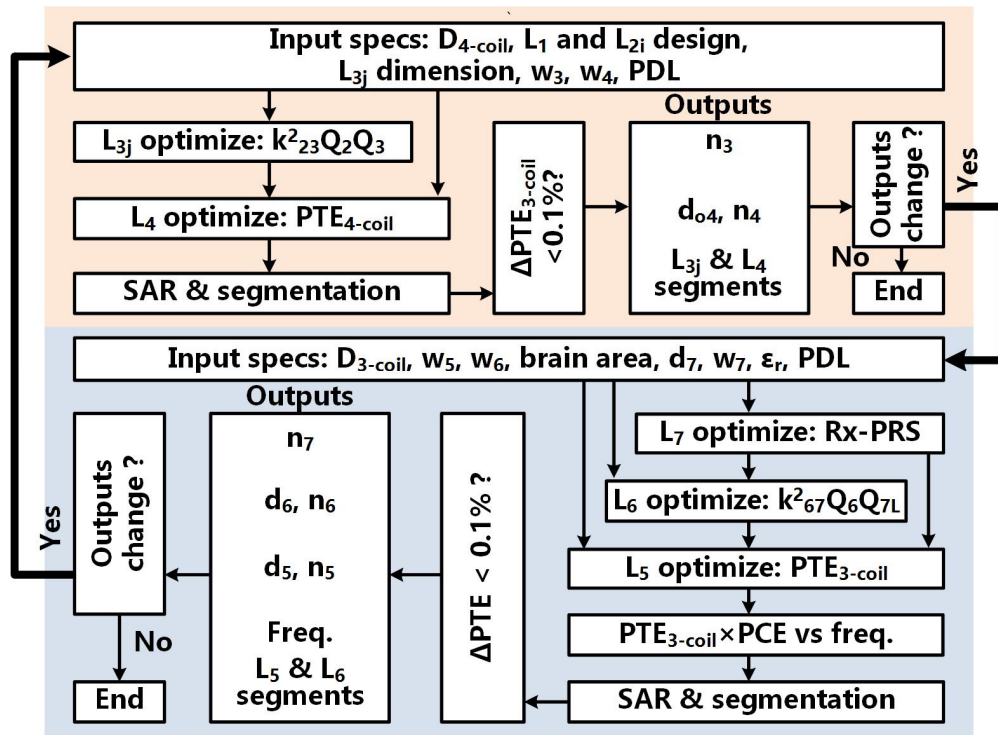 Input specs: D4-coil, L1 and L2i design,
L3j dimension, w3, w4, PDL
L3j optimize: k²23Q2Q3
L4 optimize: PTE4-coil
SAR & segmentation
ΔPTE3-coil
<0.1%?
Outputs
n3
do4, n4
L3j & L4
segments
Outputs
change ?
Yes
No
End
Input specs: D3-coil, w5, w6, brain area, d7, w7, εr, PDL
L7 optimize: Rx-PRS
L6 optimize: k²67Q6Q7L
L5 optimize: PTE3-coil
PTE3-coil×PCE vs freq.
SAR & segmentation
ΔPTE < 0.1% ?
Outputs
n7
d6, n6
d5, n5
Freq.
L5 & L6
segments
Outputs
change ?
Yes
No
End